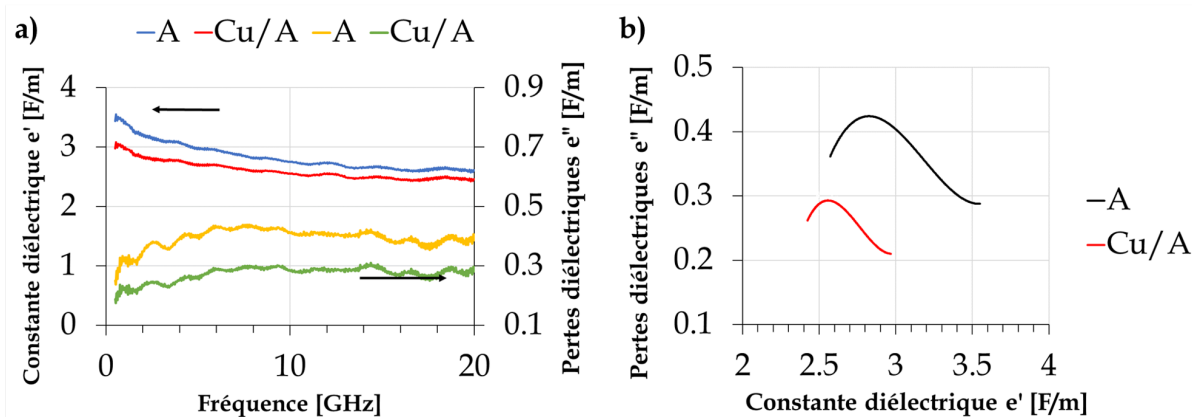 a)
A Cu/A A Cu/A
Constante diélectrique e' [F/m]
4
3
2
1
0
0.9
0.7
0.5
0.3
0.1
Pertes diélectriques e" [F/m]
0 10 20
Fréquence [GHz]
b)
Pertes diélectriques e" [F/m]
0.5
0.4
0.3
0.2
0.1
2 2.5 3 3.5 4
Constante diélectrique e' [F/m]
A
Cu/A